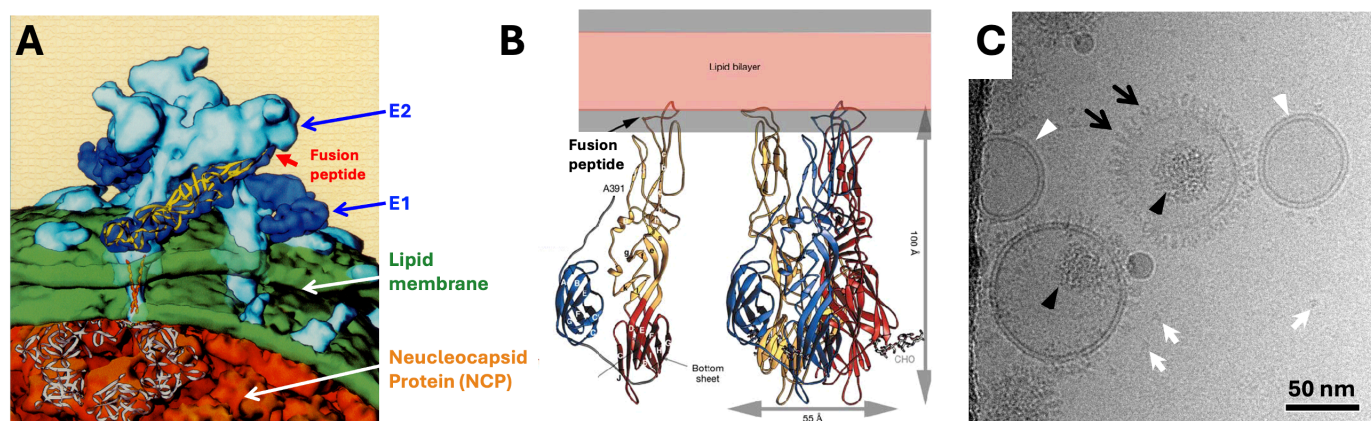 A
E2
Fusion
peptide
E1
Lipid
membrane
Neucleocapsid
Protein (NCP)
B
Lipid bilayer
Fusion
peptide
A391
g
A
B
E
F
G
C
D
E
C
J
Bottom
sheet
CHO
100 Å
55 Å
C
50 nm